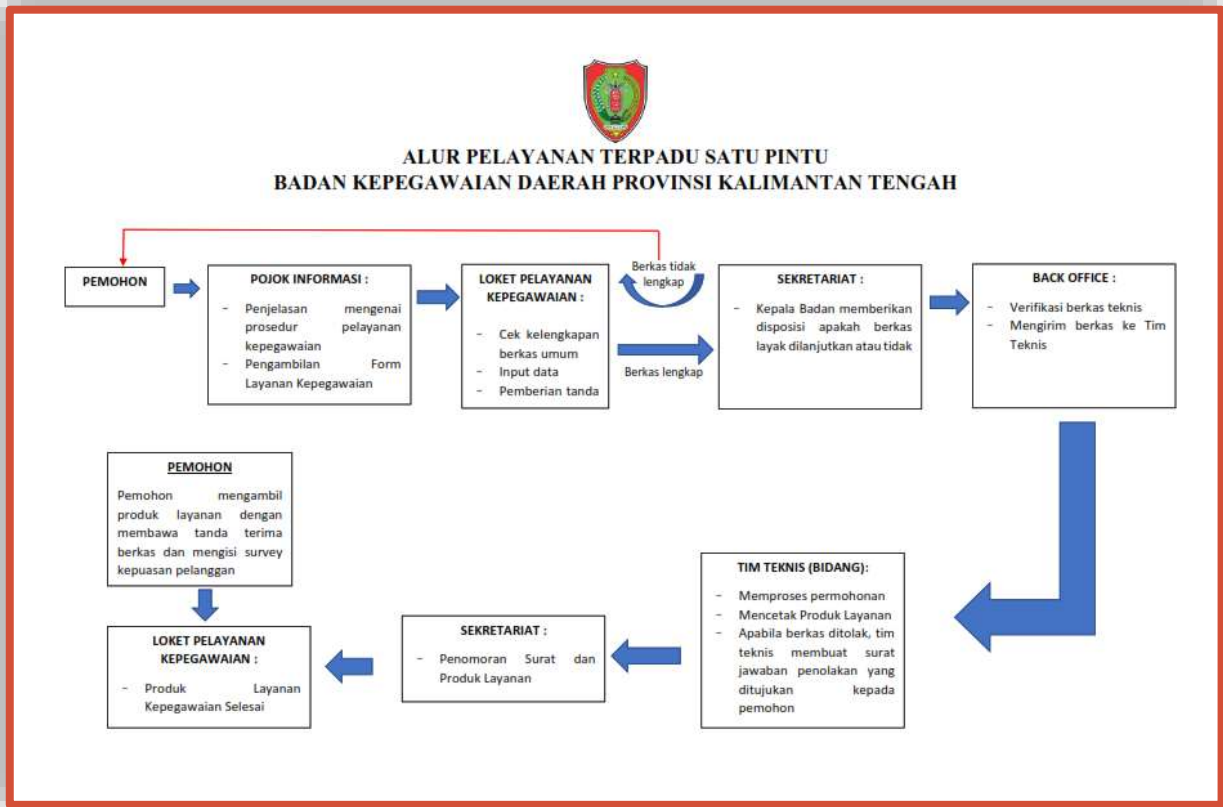 ALUR PELAYANAN TERPADU SATU PINTU
BADAN KEPEGAWAIAN DAERAH PROVINSI KALIMANTAN TENGAH
PEMOHON
POJOK INFORMASI :
- Penjelasan mengenai
prosedur pelayanan
kepegawaian
- Pengambilan Form
Layanan Kepegawaian
LOKET PELAYANAN
KEPEGAWAIAN :
- Cek kelengkapan
berkas umum
- Input data
- Pemberian tanda
Berkas tidak
lengkap
Berkas lengkap
SEKRETARIAT :
- Kepala Badan memberikan
disposisi apakah berkas
layak dilanjutkan atau tidak
BACK OFFICE :
- Verifikasi berkas teknis
- Mengirim berkas ke Tim
Teknis
TIM TEKNIS (BIDANG):
- Memproses permohonan
- Mencetak Produk Layanan
- Apabila berkas ditolak, tim
teknis membuat surat
jawaban penolakan yang
ditujukan kepada
pemohon
SEKRETARIAT :
- Penomoran Surat dan
Produk Layanan
PEMOHON
Pemohon mengambil
produk layanan dengan
membawa tanda terima
berkas dan mengisi survey
kepuasan pelanggan
LOKET PELAYANAN
KEPEGAWAIAN :
- Produk Layanan
Kepegawaian Selesai